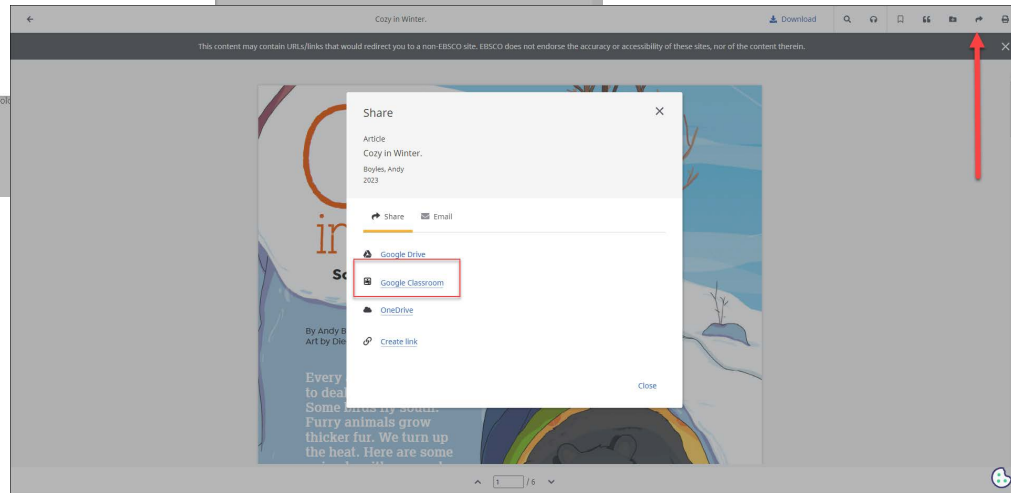 Cozy in Winter.
Download
This content may contain URLs/links that would redirect you to a non-EBSCO site. EBSCO does not endorse the accuracy or accessibility of these sites, nor of the content therein.
Share
Article
Cozy in Winter.
Boyles, Andy
2023
Share Email
Google Drive
Google Classroom
OneDrive
Create link
Close
in
By Andy B
Art by Die
Every
to deal
Some birds fly south.
Furry animals grow
thicker fur. We turn up
the heat. Here are some
1 / 6